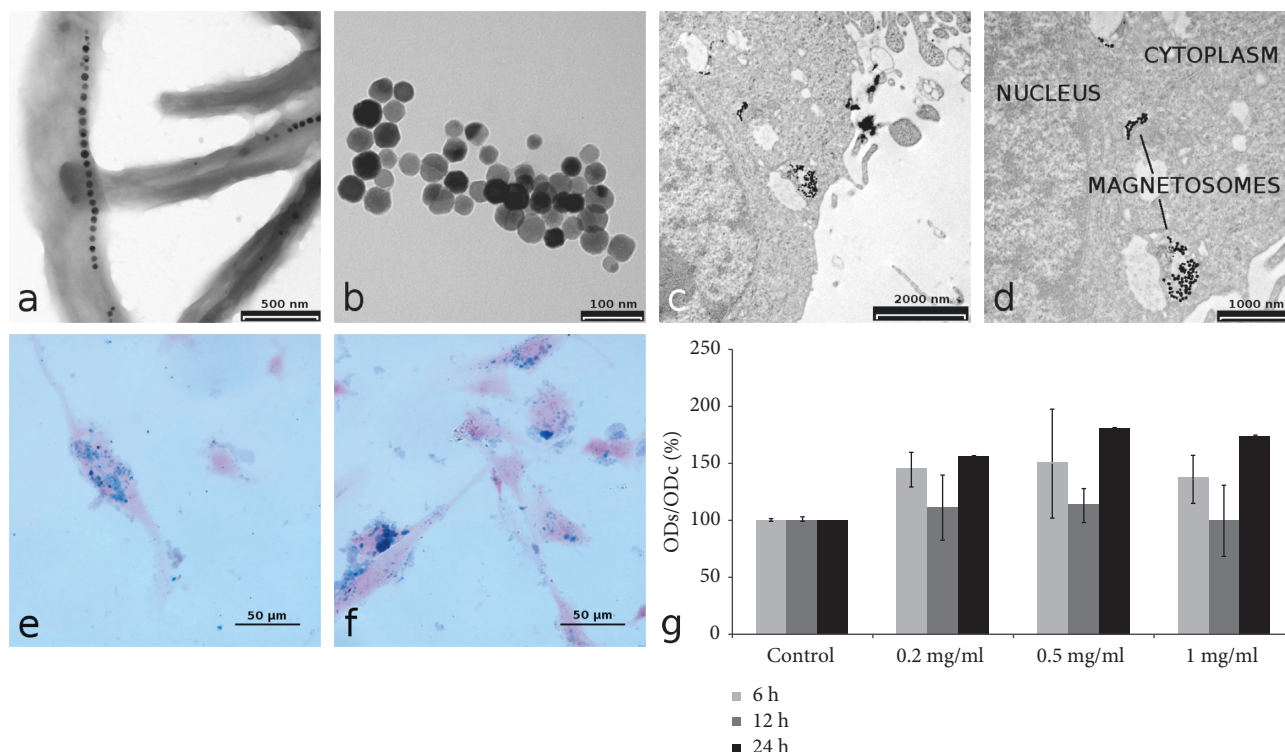 a
500 nm
b
100 nm
c
2000 nm
CYTOPLASM
NUCLEUS
MAGNETOSOMES
d
1000 nm
e
50 µm
f
50 µm
g
ODs/ODc (%)
250
200
150
100
50
0
Control
0.2 mg/ml
0.5 mg/ml
1 mg/ml
6 h
12 h
24 h